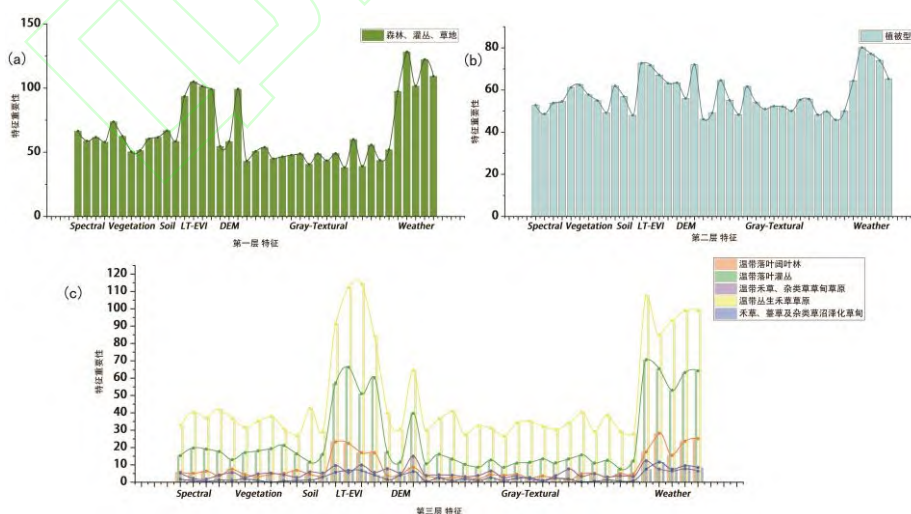 (a)
森林、灌丛、草地
特征重要性
150
100
50
0
Spectral Vegetation Soil LT-EVI DEM Gray-Textural Weather
第一层 特征
(b)
植被型
特征重要性
80
60
40
20
0
Spectral Vegetation Soil LT-EVI DEM Gray-Textural Weather
第二层 特征
(c)
温带落叶阔叶林
温带落叶灌丛
温带禾草、杂类草草甸草原
温带丛生禾草草原
禾草、薹草及杂类草沼泽化草甸
特征重要性
120
110
100
90
80
70
60
50
40
30
20
10
0
Spectral Vegetation Soil LT-EVI DEM Gray-Textural Weather
第三层 特征